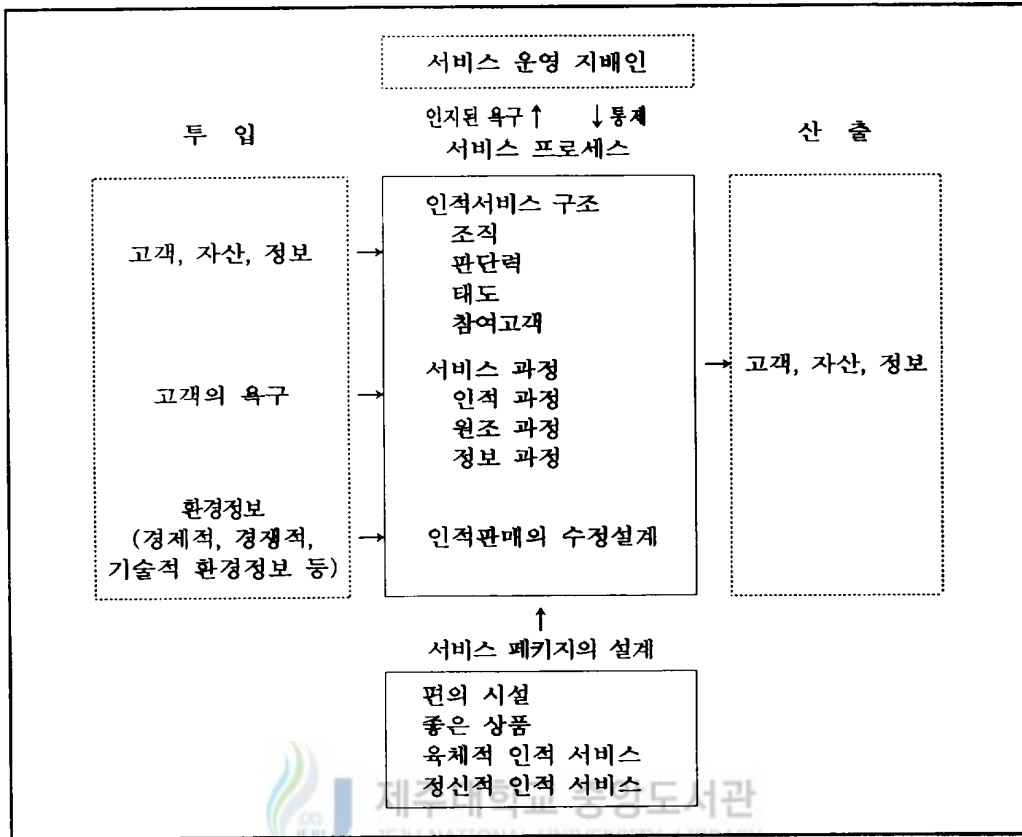 서비스 운영 지배인
인지된 욕구↑ ↓통제
투 입
서비스 프로세스
산 출
고객, 자산, 정보 →
고객의 욕구 →
환경정보
(경제적, 경쟁적, →
기술적 환경정보 등)
인적서비스 구조
조직
판단력
태도
참여고객
서비스 과정
인적 과정
원조 과정
정보 과정
인적판매의 수정설계
→ 고객, 자산, 정보
↑
서비스 페키지의 설계
편의 시설
좋은 상품
육체적 인적 서비스
정신적 인적 서비스
제주대학교 중앙도서관
JEJU NATIONAL UNIVERSITY LIBRARY